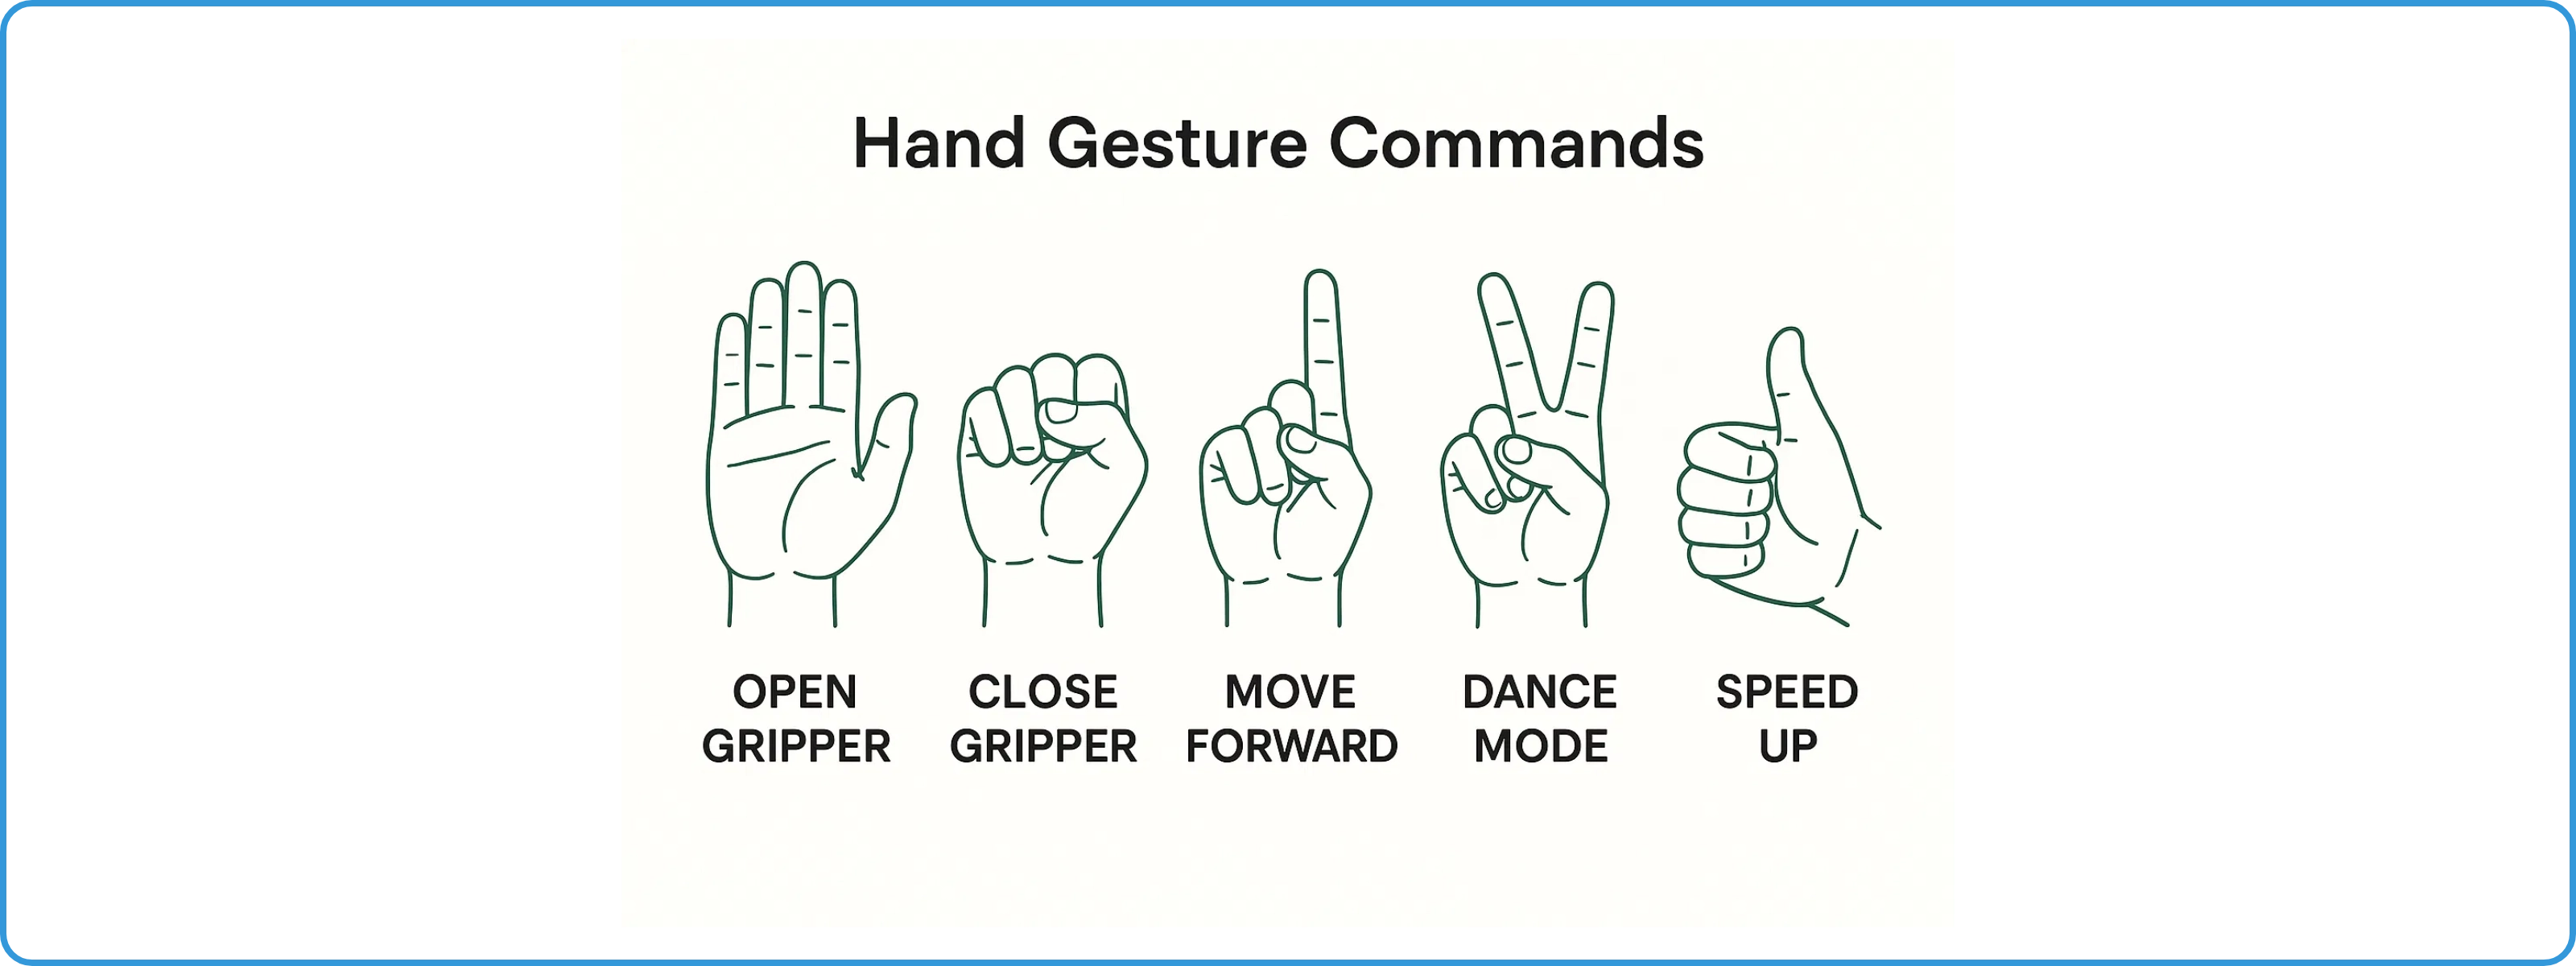 Hand Gesture Commands
OPEN
GRIPPER
CLOSE
GRIPPER
MOVE
FORWARD
DANCE
MODE
SPEED
UP